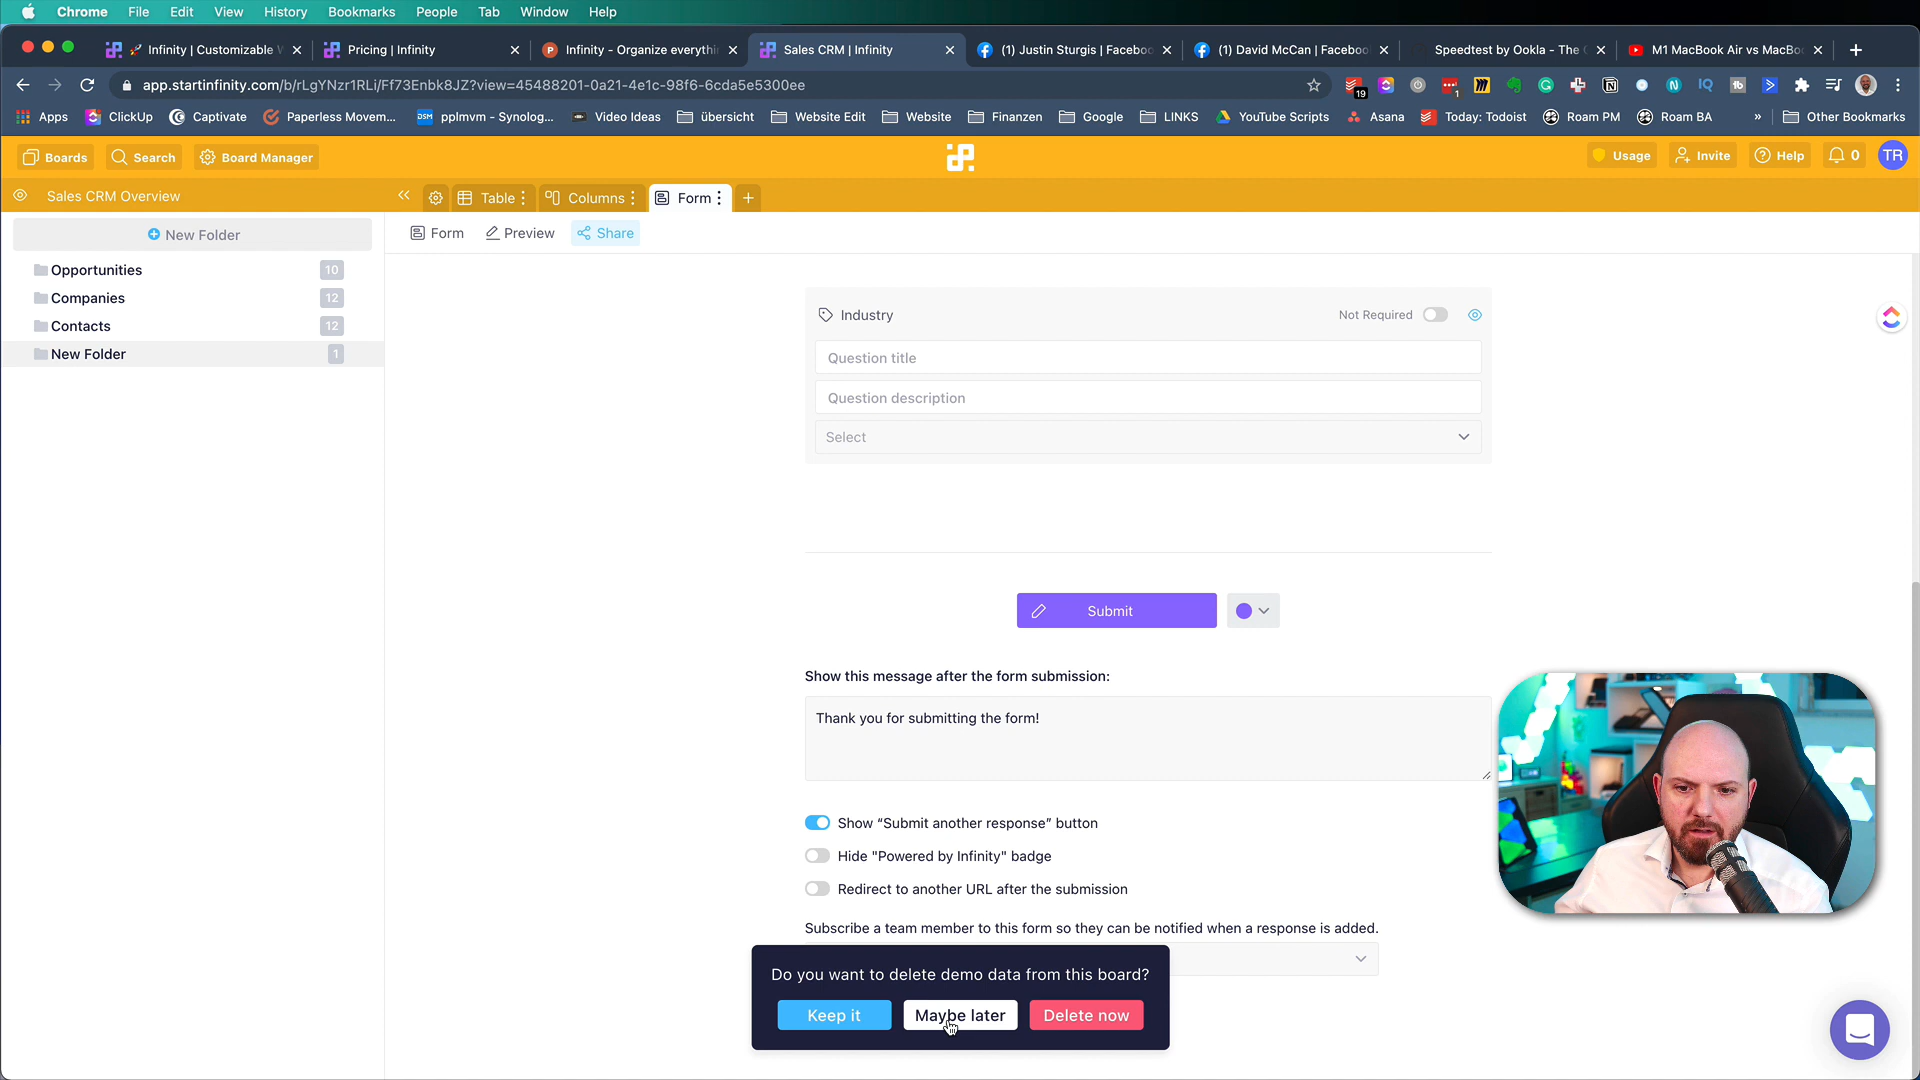 Chrome File Edit View History Bookmarks People Tab Window Help
Infinity | Customizable W
Pricing | Infinity
Infinity - Organize everythin
Sales CRM | Infinity
(1) Justin Sturgis | Facebo
(1) David McCan | Facebo
Speedtest by Ookla - The
M1 MacBook Air vs MacBo
app.startinfinity.com/b/rLgYNzr1RLi/Ff73Enbk8JZ?view=45488201-0a21-4e1c-98f6-6cda5e5300ee
19
1
Apps ClickUp Captivate Paperless Movem... pplmvm - Synolog... Video Ideas übersicht Website Edit Website Finanzen Google LINKS YouTube Scripts Asana Today: Todoist Roam PM Roam BA » Other Bookmarks
Boards Search Board Manager Usage Invite Help 0 TR
Sales CRM Overview Table Columns Form
New Folder
Form Preview Share
Opportunities 10
Companies 12
Contacts 12
New Folder 1
Industry Not Required
Question title
Question description
Select
Submit
Show this message after the form submission:
Thank you for submitting the form!
Show “Submit another response” button
Hide "Powered by Infinity" badge
Redirect to another URL after the submission
Subscribe a team member to this form so they can be notified when a response is added.
Do you want to delete demo data from this board?
Keep it Maybe later Delete now